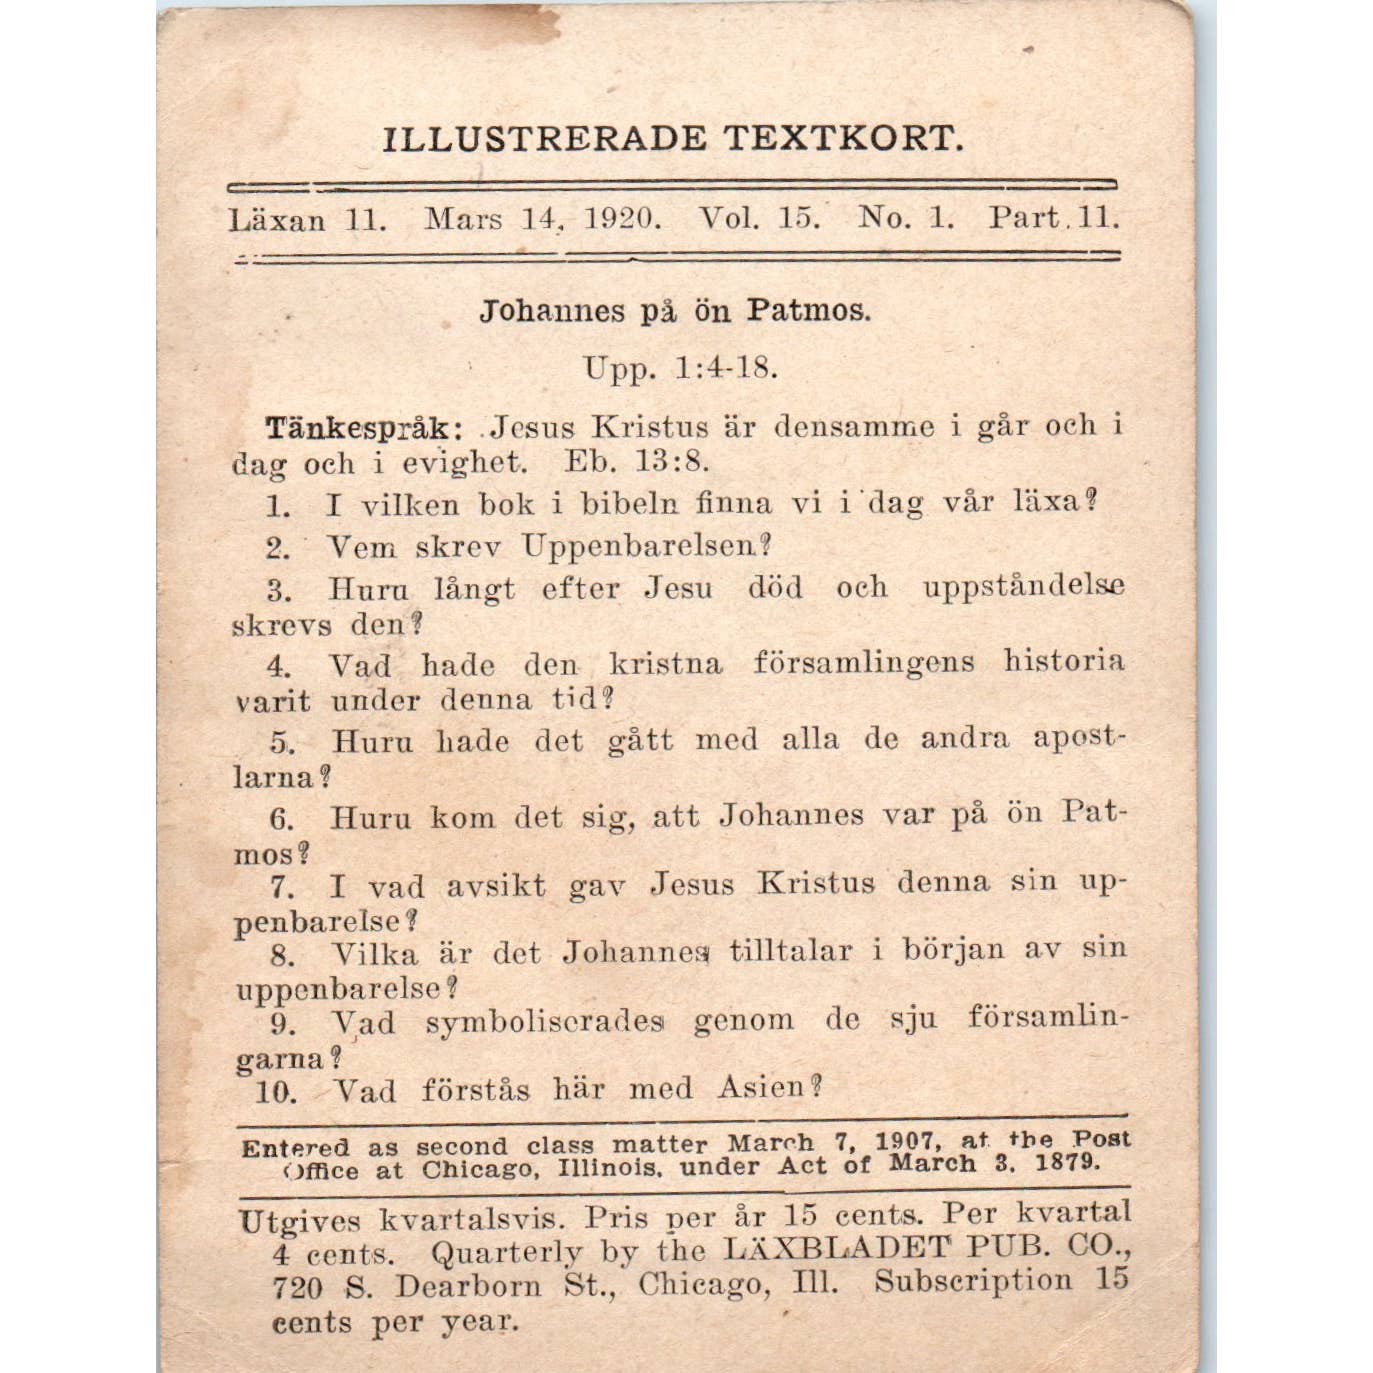 ILLUSTRERADE TEXTKORT.
Läxan 11. Mars 14, 1920. Vol. 15. No. 1. Part. 11.
Johannes på ön Patmos.
Upp. 1:4-18.
Tänkespråk: Jesus Kristus är densamme i går och i
dag och i evighet. Eb. 13:8.
1. I vilken bok i bibeln finna vi i dag vår läxa?
2. Vem skrev Uppenbarelsen?
3. Huru långt efter Jesu död och uppståndelse
skrevs den?
4. Vad hade den kristna församlingens historia
varit under denna tid?
5. Huru hade det gått med alla de andra apost-
larna?
6. Huru kom det sig, att Johannes var på ön Pat-
mos?
7. I vad avsikt gav Jesus Kristus denna sin up-
penbarelse?
8. Vilka är det Johannes tilltalar i början av sin
uppenbarelse?
9. Vad symboliserades genom de sju församlin-
garna?
10. Vad förstås här med Asien?
Entered as second class matter March 7, 1907, at the Post
Office at Chicago, Illinois, under Act of March 3, 1879.
Utgives kvartalsvis. Pris per år 15 cents. Per kvartal
4 cents. Quarterly by the LÄXBLADET PUB. CO.,
720 S. Dearborn St., Chicago, Ill. Subscription 15
cents per year.